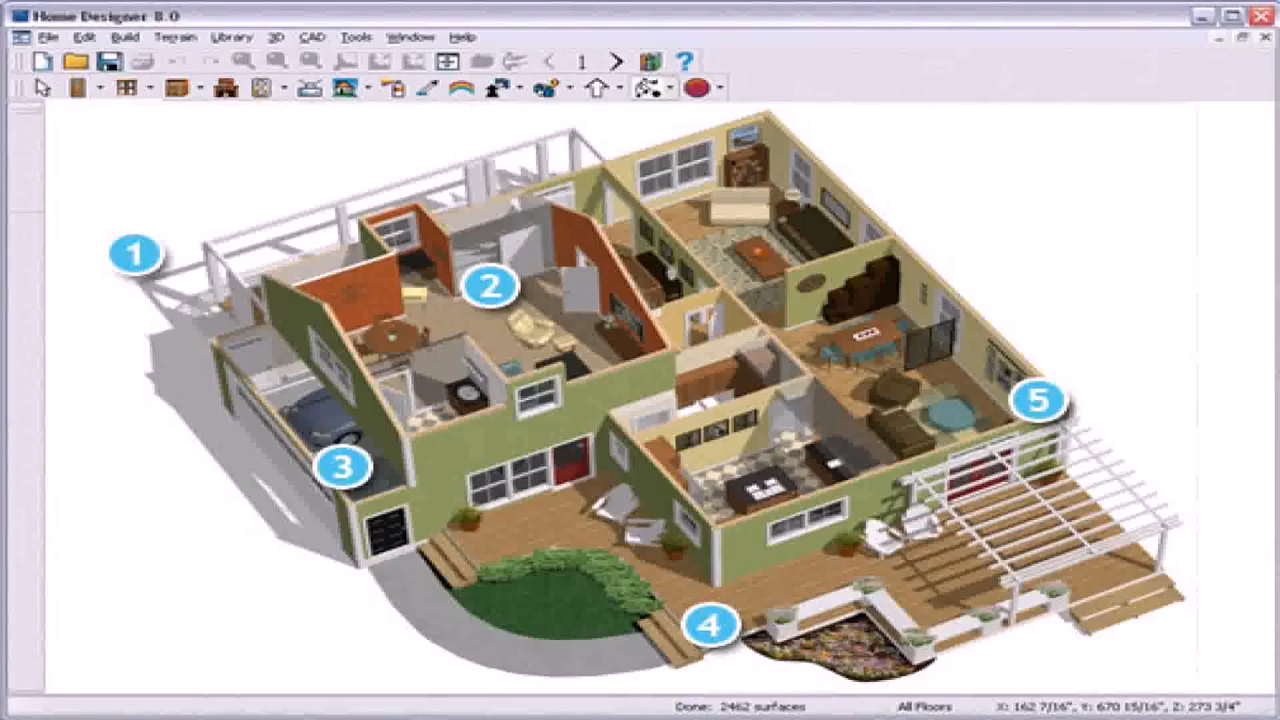 Home Designer 8.0
File Edit Build Terrain Library 3D CAD Tools Window Help
1
1
2
3
4
5
Done: 2462 surfaces All Floors X: 162 7/16", Y: 670 15/16", Z: 273 3/4"